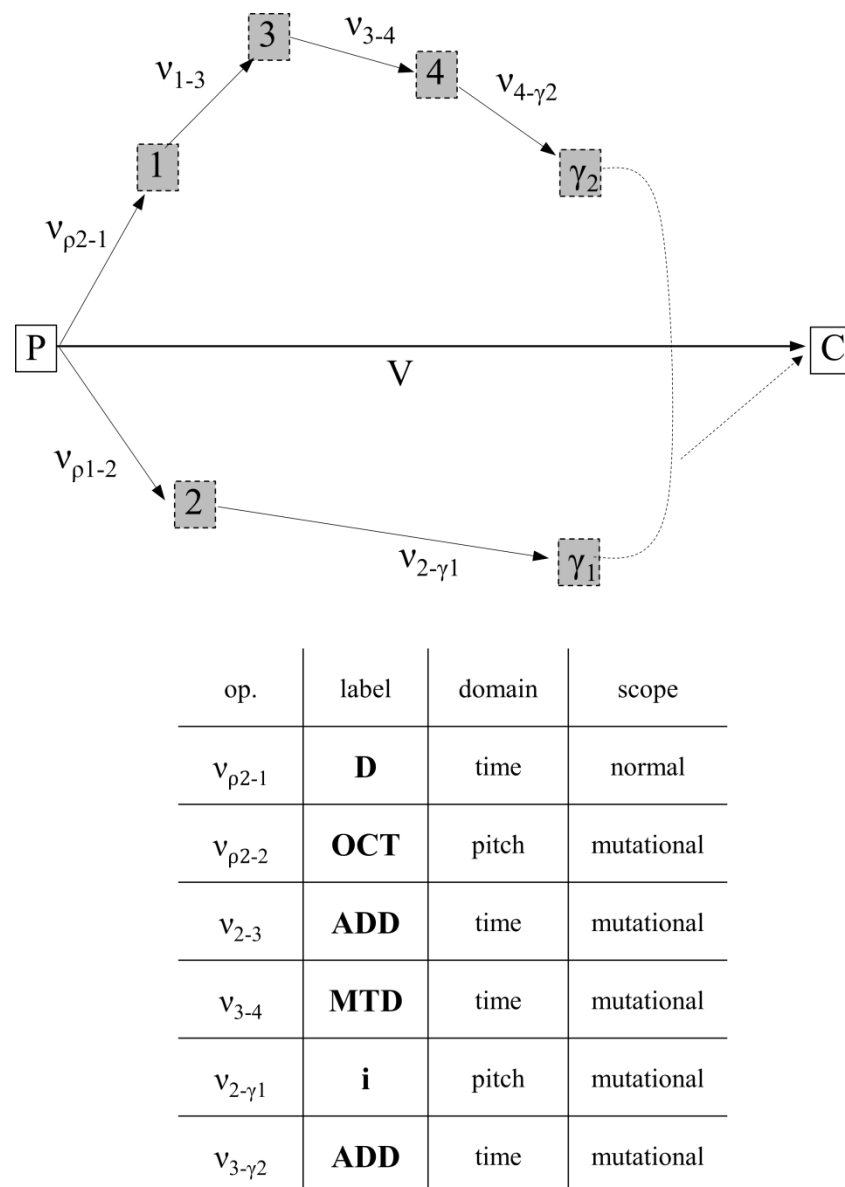 3
ν3-4
ν1-3
4
ν4-γ2
1
γ2
νρ2-1
P
C
V
νρ1-2
2
ν2-γ1
γ1
op. label domain scope
νρ2-1 D time normal
νρ2-2 OCT pitch mutational
ν2-3 ADD time mutational
ν3-4 MTD time mutational
ν2-γ1 i pitch mutational
ν3-γ2 ADD time mutational